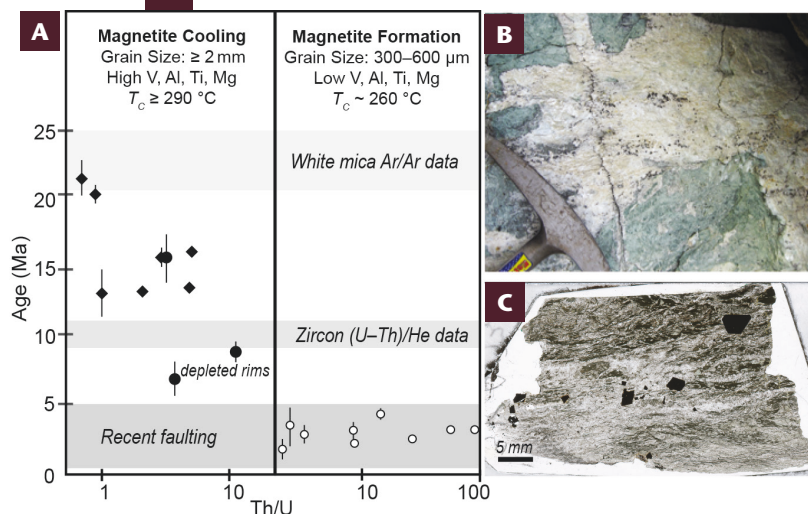 A
Magnetite Cooling
Grain Size: ≥ 2 mm
High V, Al, Ti, Mg
TC ≥ 290 °C
Magnetite Formation
Grain Size: 300–600 µm
Low V, Al, Ti, Mg
TC ~ 260 °C
25
20
15
10
5
0
Age (Ma)
White mica Ar/Ar data
Zircon (U–Th)/He data
depleted rims
Recent faulting
1
10
10
100
Th/U
B
C
5 mm